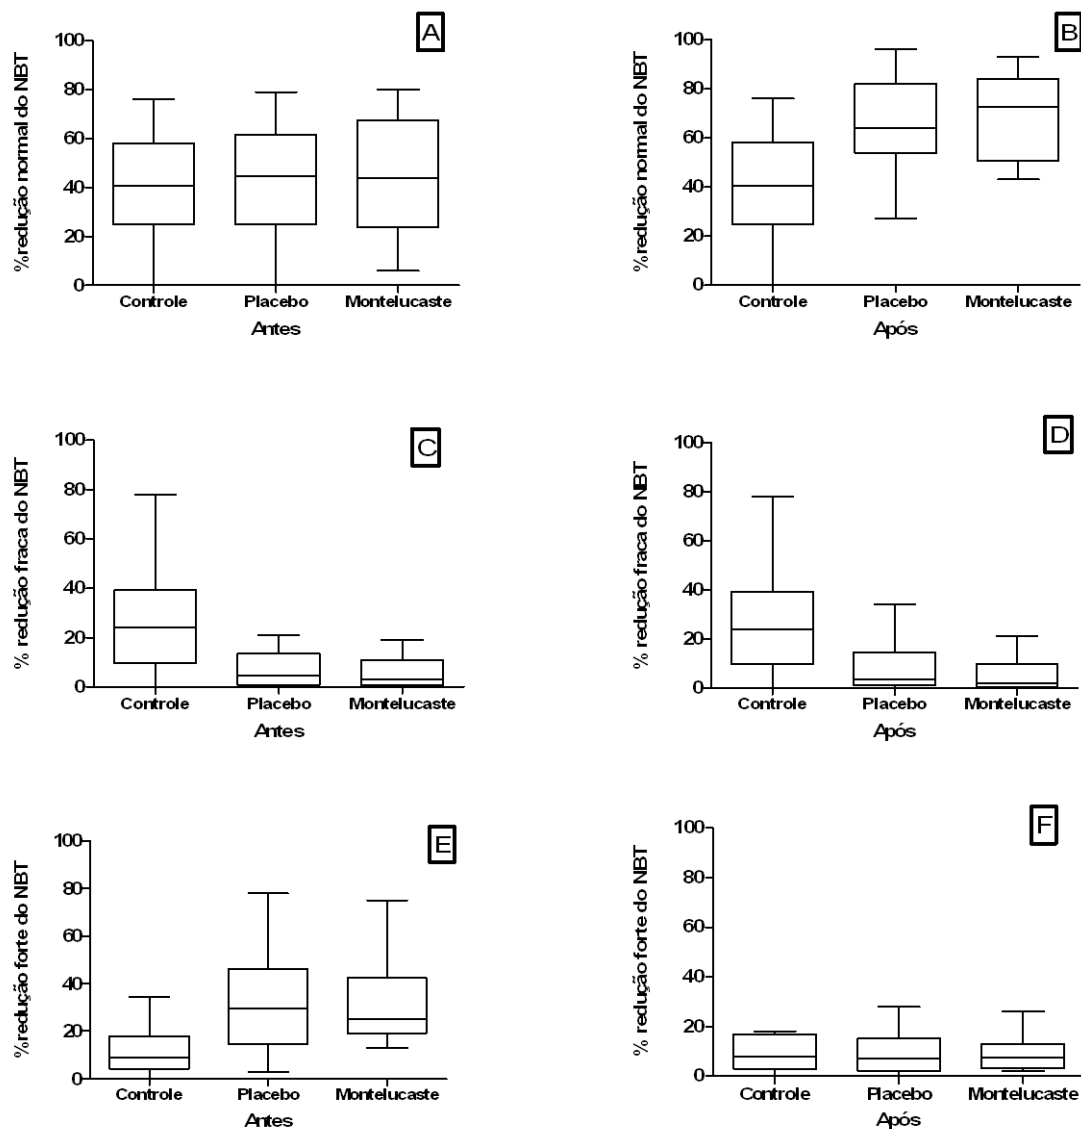 A
%redução normal do NBT
100
80
60
40
20
0
Controle Placebo Montelucaste
Antes
B
%redução normal do NBT
100
80
60
40
20
0
Controle Placebo Montelucaste
Após
C
% redução fraca do NBT
100
80
60
40
20
0
Controle Placebo Montelucaste
Antes
D
% redução fraca do NBT
100
80
60
40
20
0
Controle Placebo Montelucaste
Após
E
%redução forte do NBT
100
80
60
40
20
0
Controle Placebo Montelucaste
Antes
F
% redução forte do NBT
100
80
60
40
20
0
Controle Placebo Montelucaste
Após